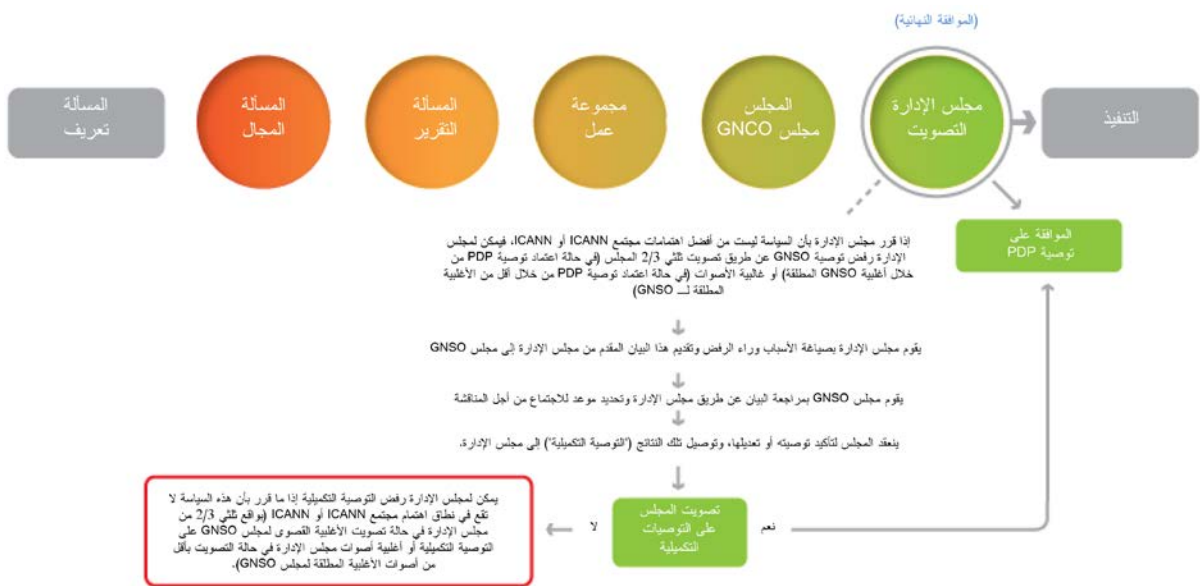 (الموافقة النهائية)
المسألة
تعريف
المسألة
المجال
المسألة
التقرير
مجموعة
عمل
المجلس
مجلس GNCO
مجلس الإدارة
التصويت
التنفيذ
الموافقة على
توصية PDP
إذا قرر مجلس الإدارة بأن السياسة ليست من أفضل اهتمامات مجتمع ICANN أو ICANN، فيمكن لمجلس
الإدارة رفض توصية GNSO عن طريق تصويت ثلثي 2/3 المجلس (في حالة اعتماد توصية PDP من
خلال أغلبية GNSO المطلقة) أو غالبية الأصوات (في حالة اعتماد توصية PDP من خلال أقل من الأغلبية
المطلقة لــ GNSO)
يقوم مجلس الإدارة بصياغة الأسباب وراء الرفض وتقديم هذا البيان المقدم من مجلس الإدارة إلى مجلس GNSO
يقوم مجلس GNSO بمراجعة البيان عن طريق مجلس الإدارة وتحديد موعد للاجتماع من أجل المناقشة
ينعقد المجلس لتأكيد توصيته أو تعديلها، وتوصيل تلك النتائج ("التوصية التكميلية") إلى مجلس الإدارة.
تصويت المجلس
على التوصيات
التكميلية
نعم
لا
يمكن لمجلس الإدارة رفض التوصية التكميلية إذا ما قرر بأن هذه السياسة لا
تقع في نطاق اهتمام مجتمع ICANN أو ICANN (بواقع ثلثي 2/3 من
مجلس الإدارة في حالة تصويت الأغلبية القصوى لمجلس GNSO على
التوصية التكميلية أو أغلبية أصوات مجلس الإدارة في حالة التصويت بأقل
من أصوات الأغلبية المطلقة لمجلس GNSO).